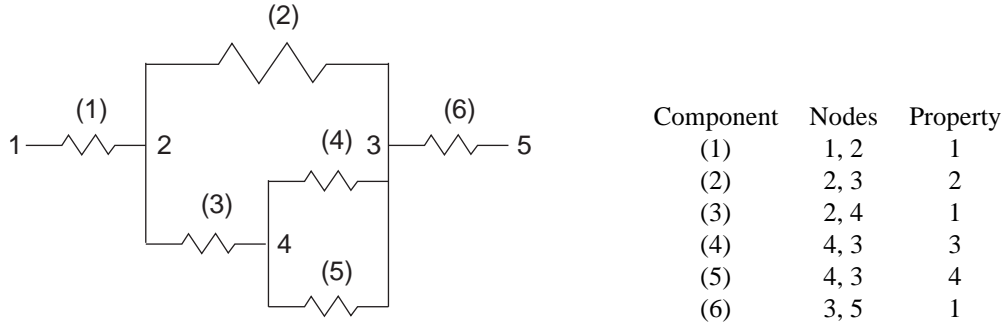 (2)
(1)
(6)
1
2
(4)
3
5
(3)
4
(5)
Component Nodes Property
(1) 1, 2 1
(2) 2, 3 2
(3) 2, 4 1
(4) 4, 3 3
(5) 4, 3 4
(6) 3, 5 1